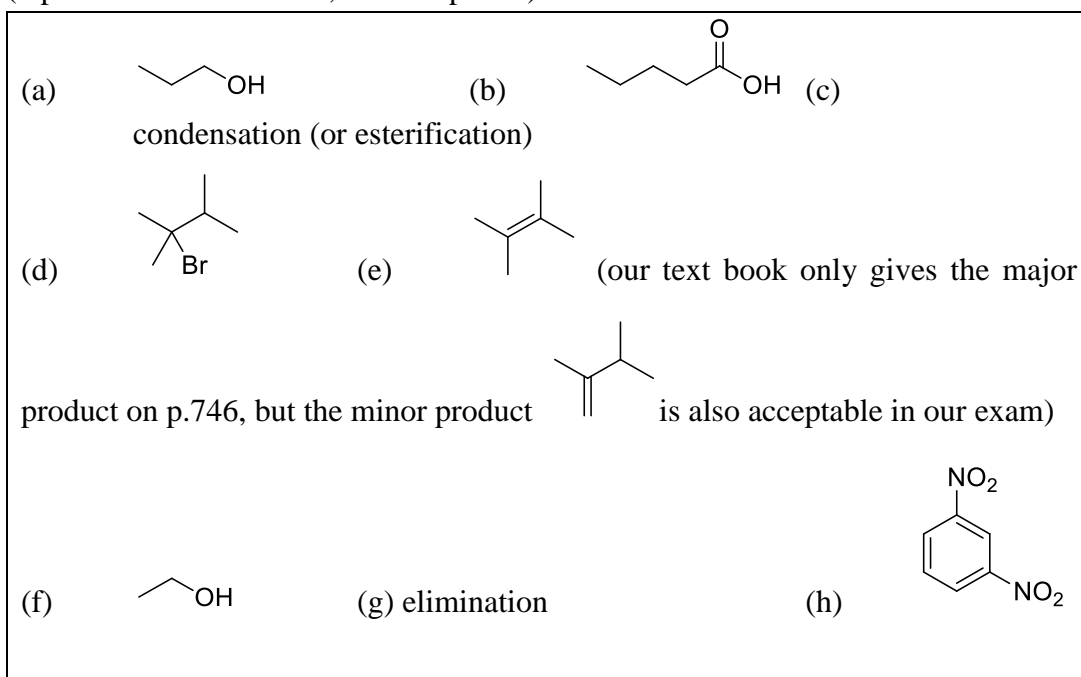 O
(a) OH (b) OH (c)
condensation (or esterification)
(d) Br (e) (our text book only gives the major
product on p.746, but the minor product is also acceptable in our exam)
NO2
(f) OH (g) elimination (h) NO2